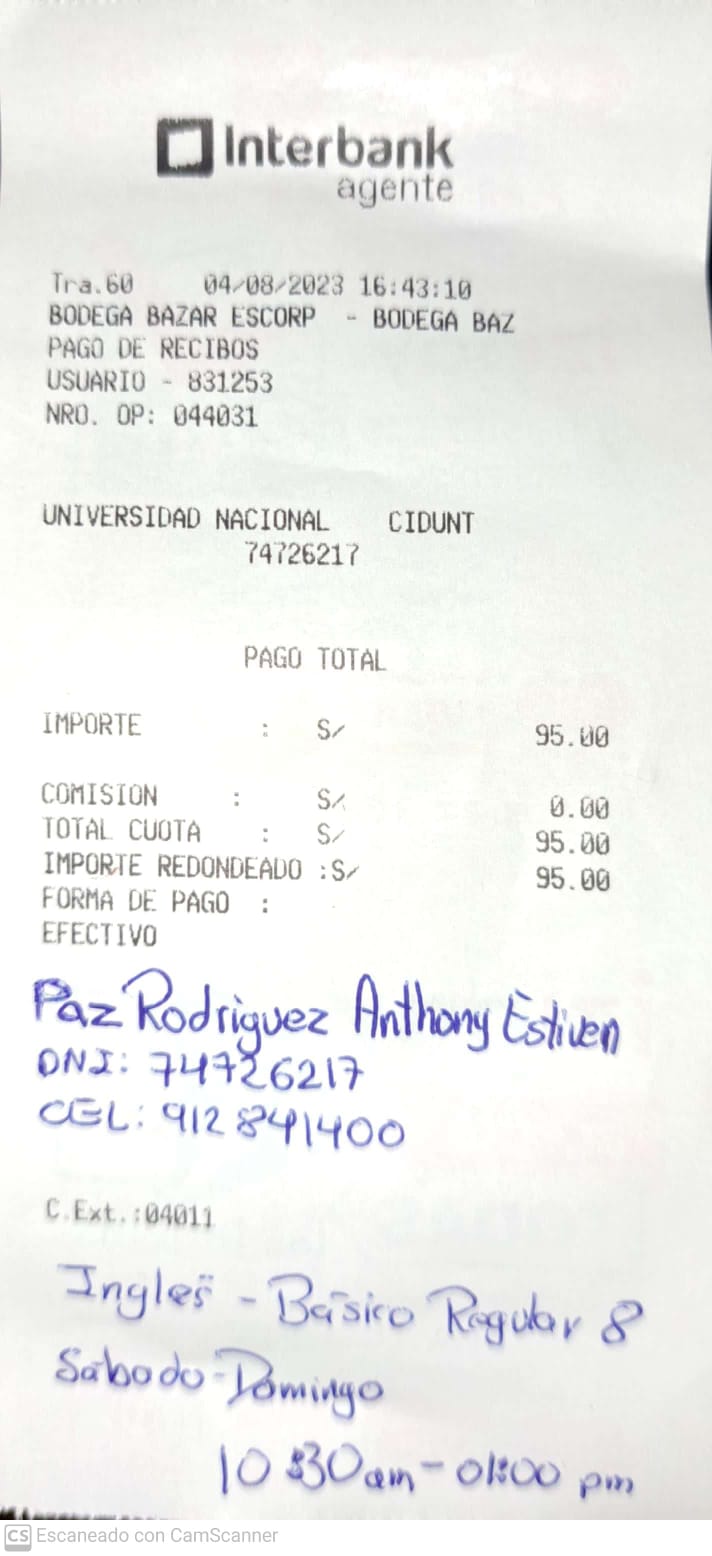 Interbank
agente
Tra.60 04/08/2023 16:43:10
BODEGA BAZAR ESCORP - BODEGA BAZ
PAGO DE RECIBOS
USUARIO - 831253
NRO. OP: 044031
UNIVERSIDAD NACIONAL CIDUNT
74726217
PAGO TOTAL
IMPORTE : S/ 95.00
COMISION : S/ 0.00
TOTAL CUOTA : S/ 95.00
IMPORTE REDONDEADO :S/ 95.00
FORMA DE PAGO :
EFECTIVO
Paz Rodriguez Anthony Estiven
DNI: 74726217
CEL: 912841400
C.Ext.:04011
Ingles - Básico Regular 8
Sábado-Domingo
10:30am - 01:00 pm
CS Escaneado con CamScanner